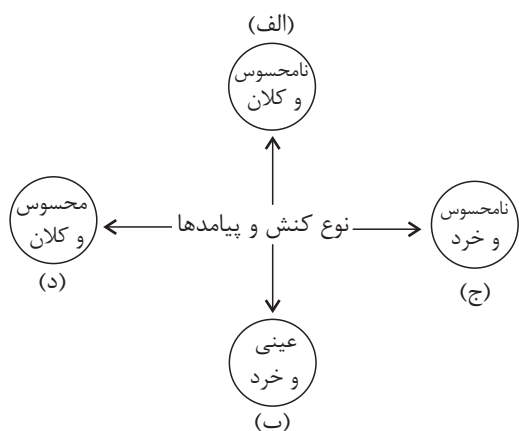 (الف)
نامحسوس
و کلان
نامحسوس
و خرد
(ج)
نوع کنش و پیامدها
محسوس
و کلان
(د)
عینی
و خرد
(ب)